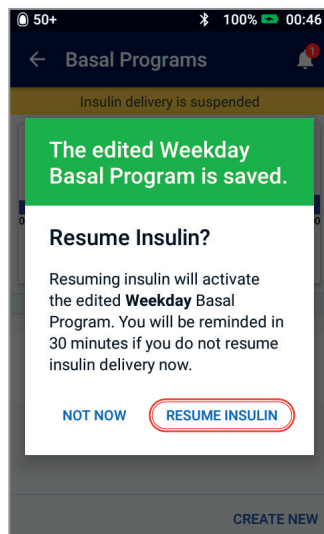 50+ 100% 00:46
Basal Programs
1
Insulin delivery is suspended
The edited Weekday
Basal Program is saved.
Resume Insulin?
Resuming insulin will activate
the edited Weekday Basal
Program. You will be reminded in
30 minutes if you do not resume
insulin delivery now.
NOT NOW RESUME INSULIN
CREATE NEW